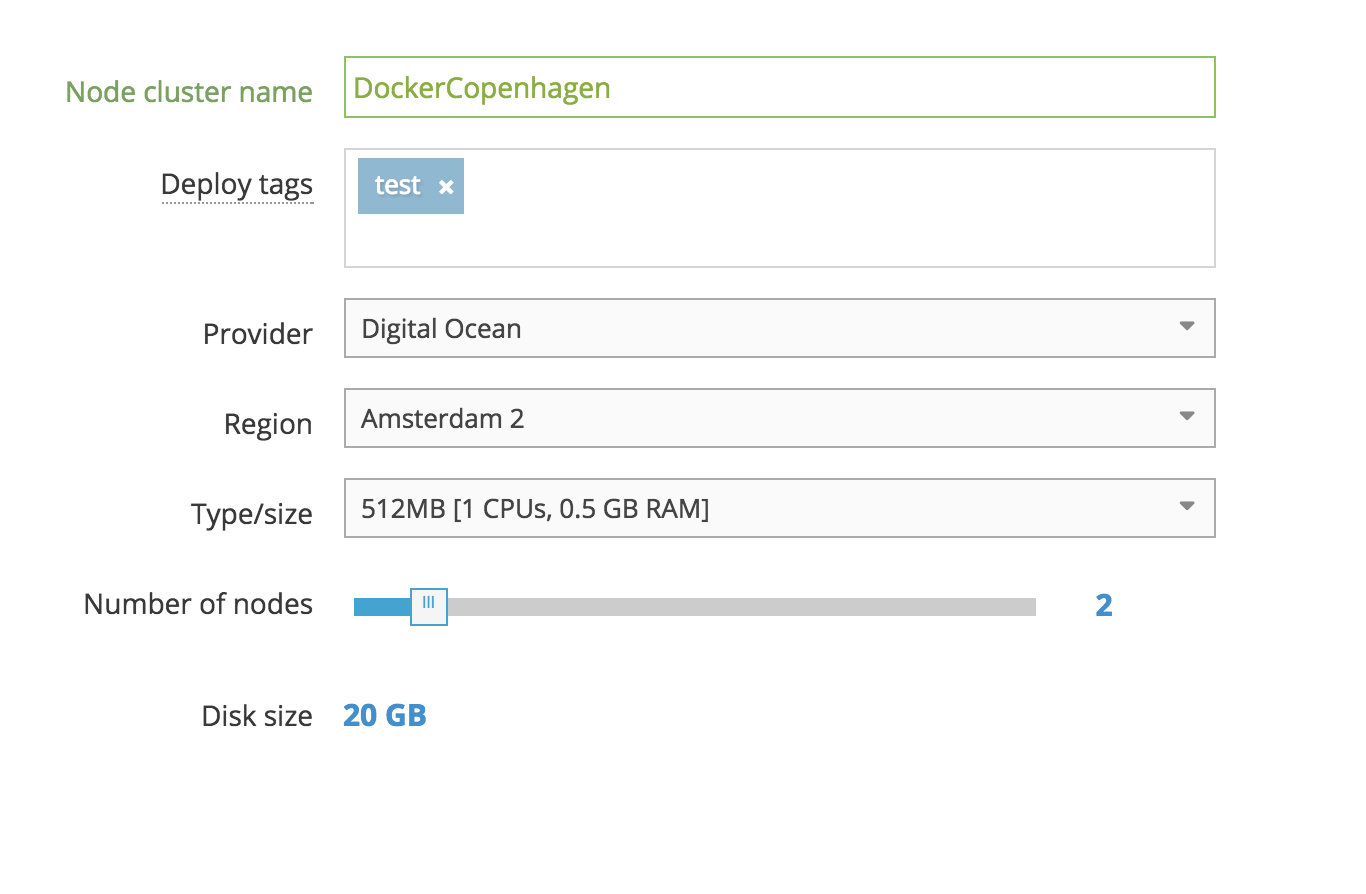 Node cluster name DockerCopenhagen
Deploy tags test ×
Provider Digital Ocean
Region Amsterdam 2
Type/size 512MB [1 CPUs, 0.5 GB RAM]
Number of nodes 2
Disk size 20 GB